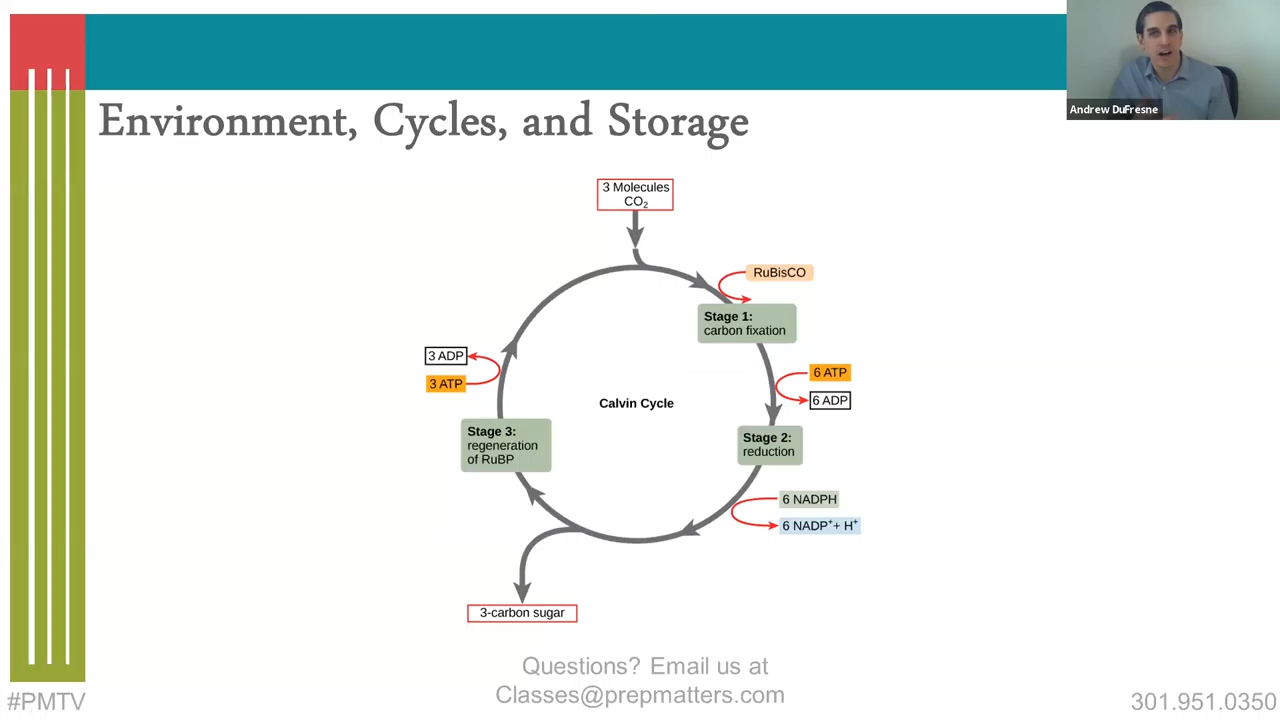 Andrew DuFresne
Environment, Cycles, and Storage
3 Molecules
CO₂
RuBisCO
Stage 1:
carbon fixation
3 ADP
3 ATP
6 ATP
6 ADP
Calvin Cycle
Stage 3:
regeneration
of RuBP
Stage 2:
reduction
6 NADPH
6 NADP⁺+ H⁺
3-carbon sugar
Questions? Email us at
Classes@prepmatters.com
#PMTV
301.951.0350